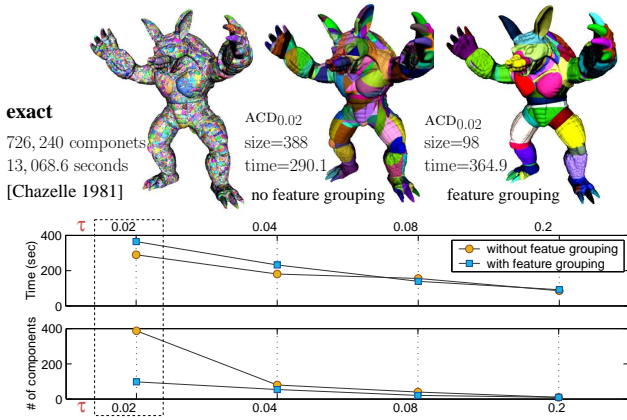 exact
726, 240 componets
13, 068.6 seconds
[Chazelle 1981]
ACD0.02
size=388
time=290.1
no feature grouping
ACD0.02
size=98
time=364.9
feature grouping
τ 0.02 0.04 0.08 0.2
Time (sec)
400
200
0
without featue grouping
with feature grouping
# of components
400
200
0
τ 0.02 0.04 0.08 0.2